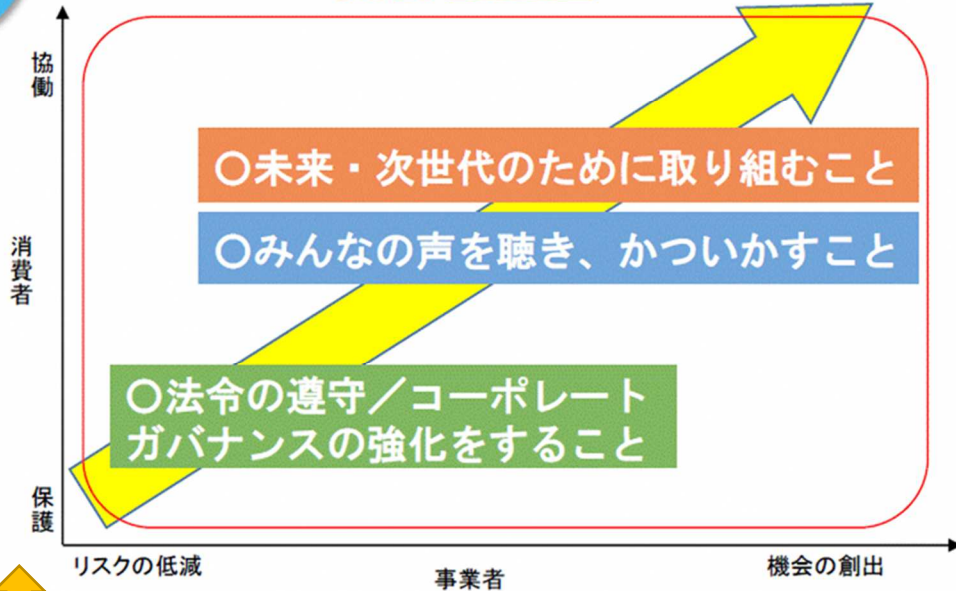 協働
〇未来・次世代のために取り組むこと
〇みんなの声を聴き、かついかすこと
消費者
〇法令の遵守／コーポレート
ガバナンスの強化をすること
保護
リスクの低減
事業者
機会の創出